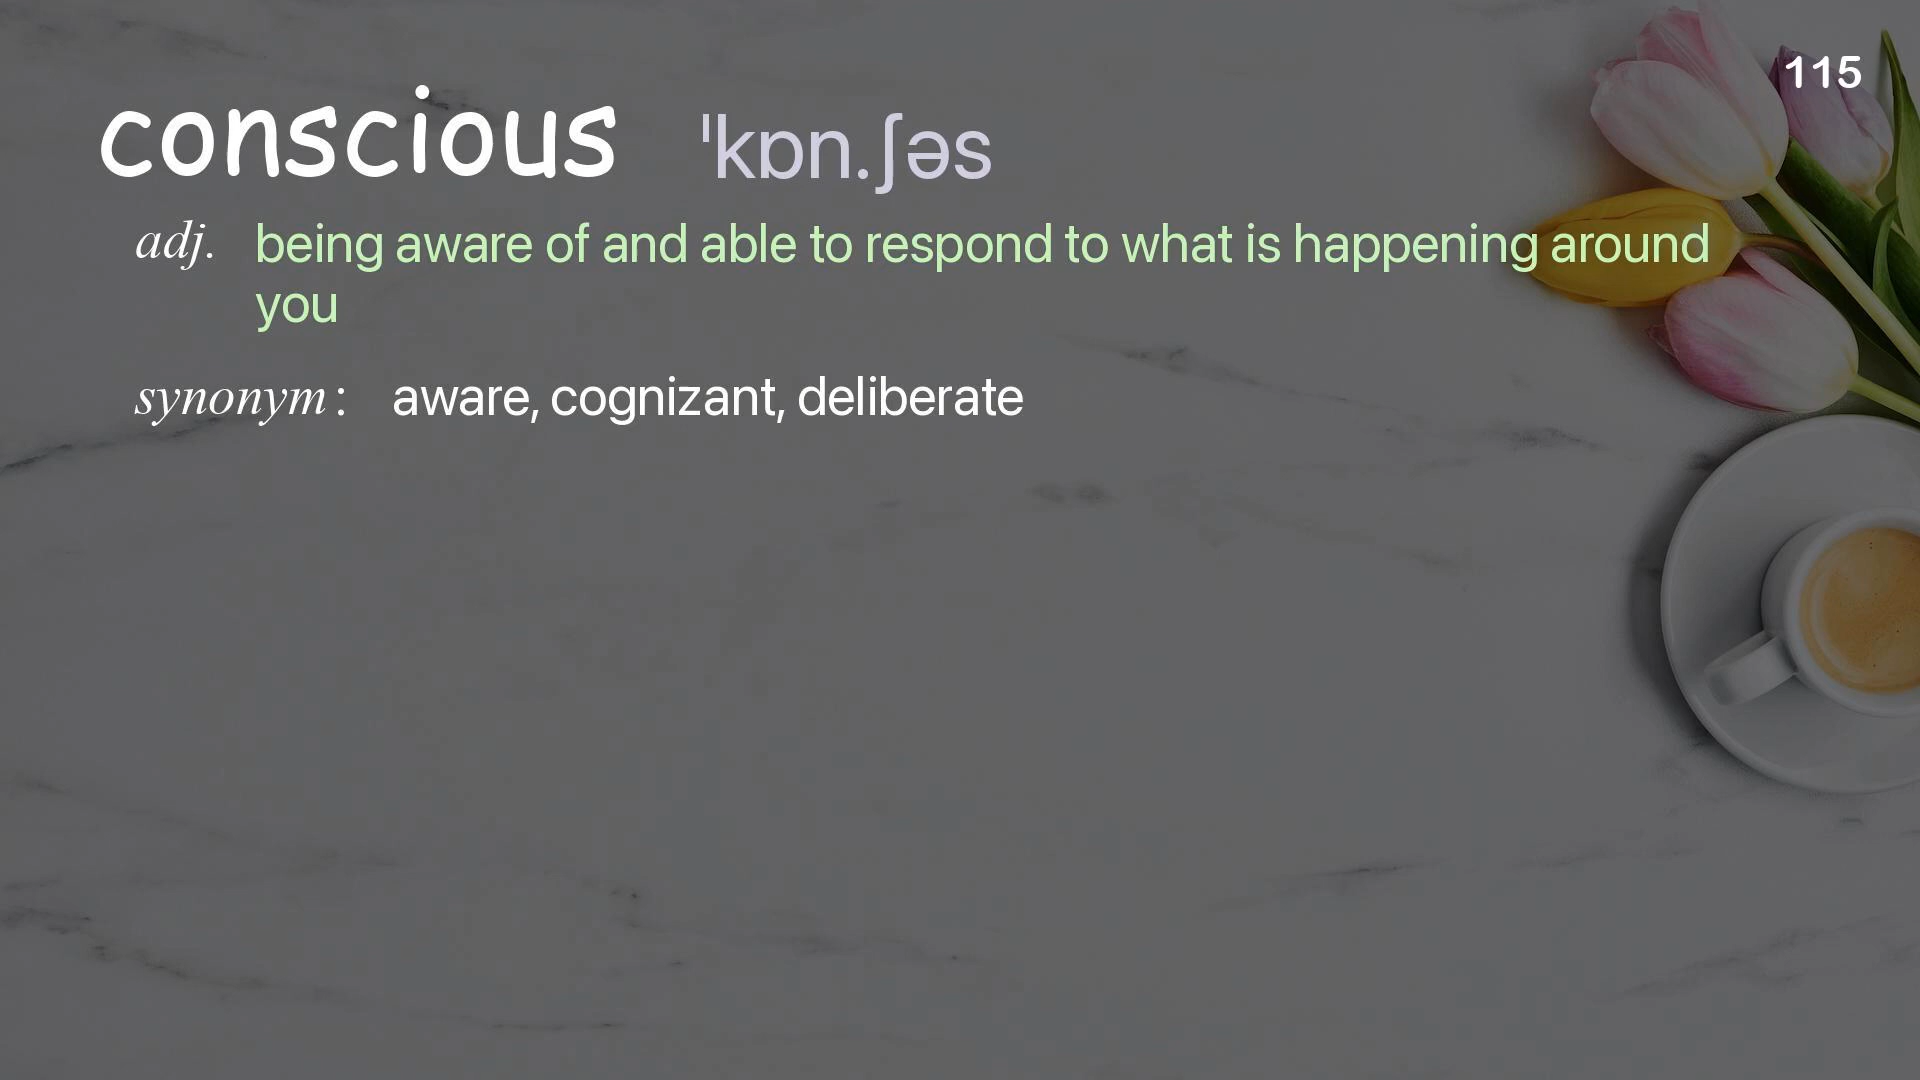 115
conscious ˈkɒn.ʃəs
adj. being aware of and able to respond to what is happening around
you
synonym: aware, cognizant, deliberate